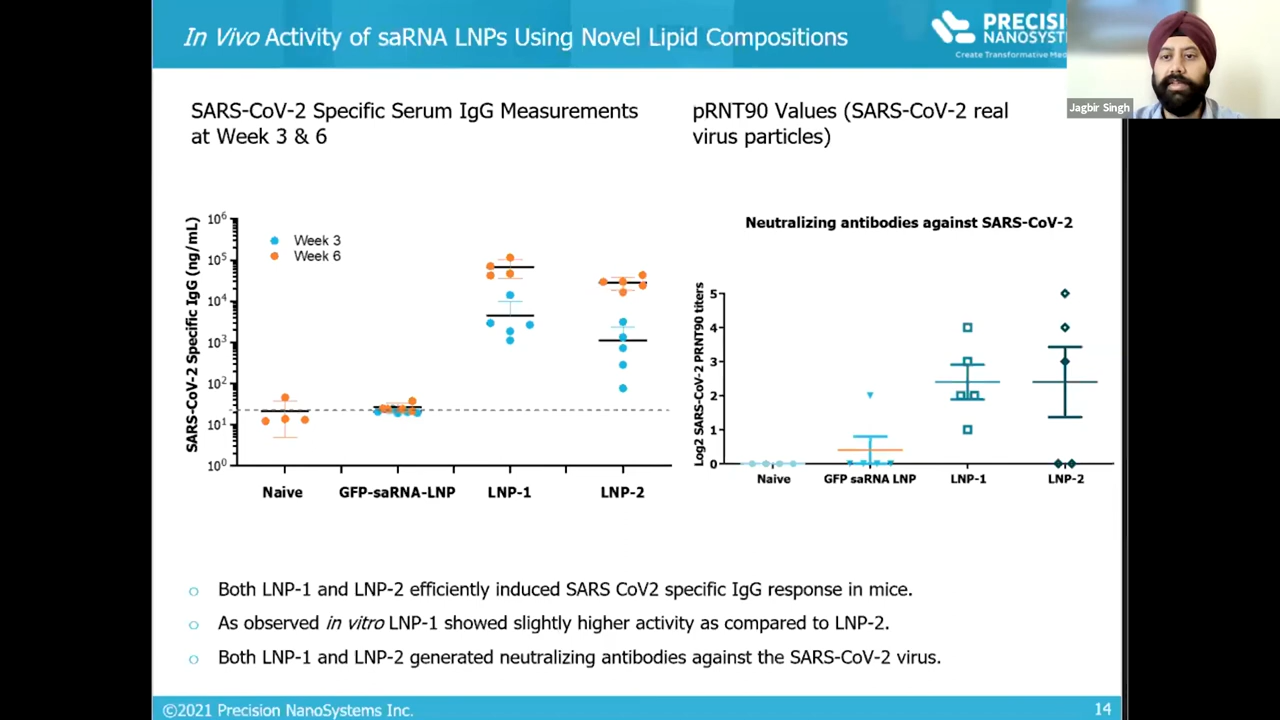 In Vivo Activity of saRNA LNPs Using Novel Lipid Compositions
PRECISI
NANOSYSTE
Create Transformative Med
Jagbir Singh
SARS-CoV-2 Specific Serum IgG Measurements
at Week 3 & 6
pRNT90 Values (SARS-CoV-2 real
virus particles)
SARS-CoV-2 Specific IgG (ng/mL)
10⁶
10⁵
10⁴
10³
10²
10¹
10⁰
Week 3
Week 6
Naive
GFP-saRNA-LNP
LNP-1
LNP-2
Neutralizing antibodies against SARS-CoV-2
Log2 SARS-CoV-2 PRNT90 titers
5
4
3
2
1
0
Naive
GFP saRNA LNP
LNP-1
LNP-2
o Both LNP-1 and LNP-2 efficiently induced SARS CoV2 specific IgG response in mice.
o As observed in vitro LNP-1 showed slightly higher activity as compared to LNP-2.
o Both LNP-1 and LNP-2 generated neutralizing antibodies against the SARS-CoV-2 virus.
©2021 Precision NanoSystems Inc.
14